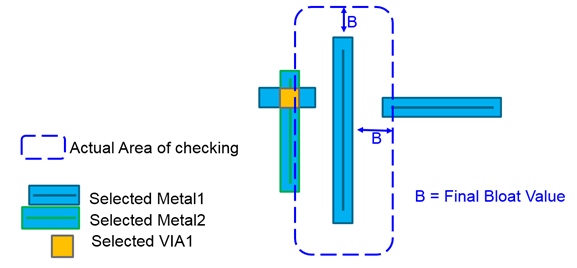 B
B
Actual Area of checking
Selected Metal1
B = Final Bloat Value
Selected Metal2
Selected VIA1